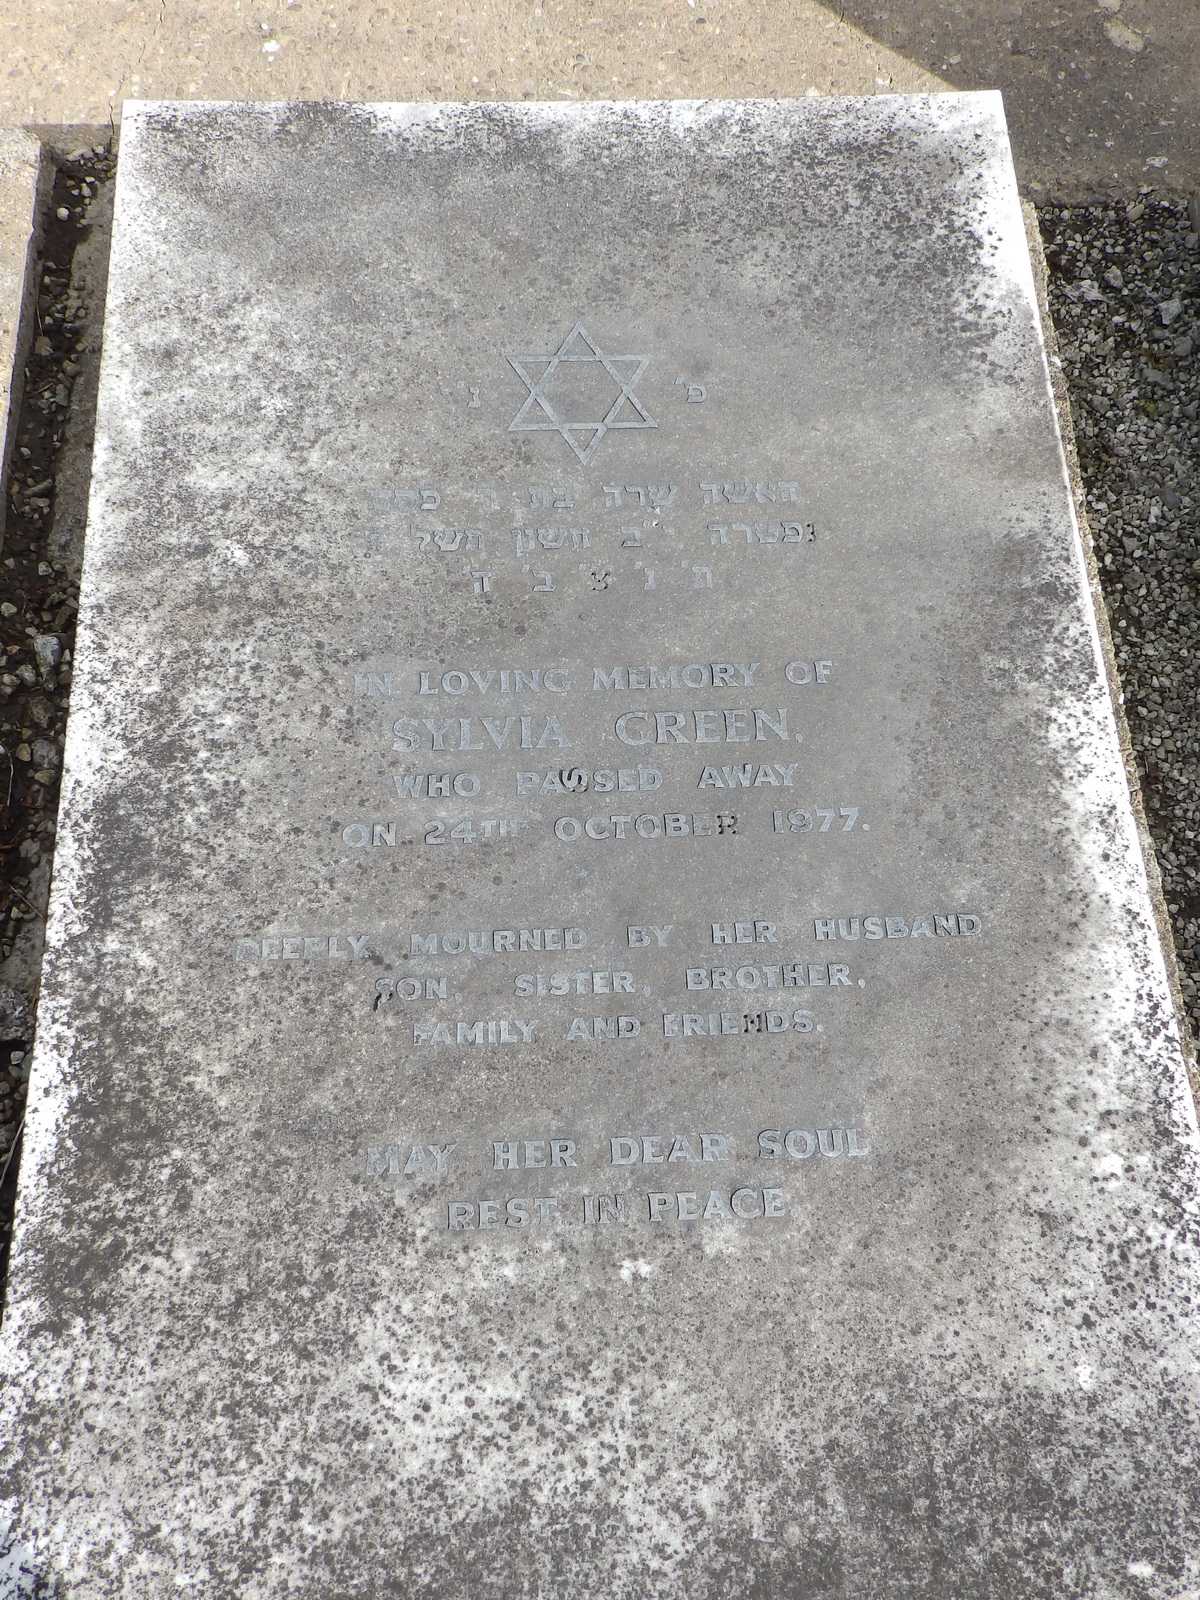 פ' נ
האשה שרה בת ר
נפטרה י"ב חשון תשל
ת' נ' צ' ב' ה'
IN LOVING MEMORY OF
SYLVIA GREEN.
WHO PASSED AWAY
ON 24TH OCTOBER 1977.
DEEPLY MOURNED BY HER HUSBAND
SON, SISTER, BROTHER,
FAMILY AND FRIENDS.
MAY HER DEAR SOUL
REST IN PEACE